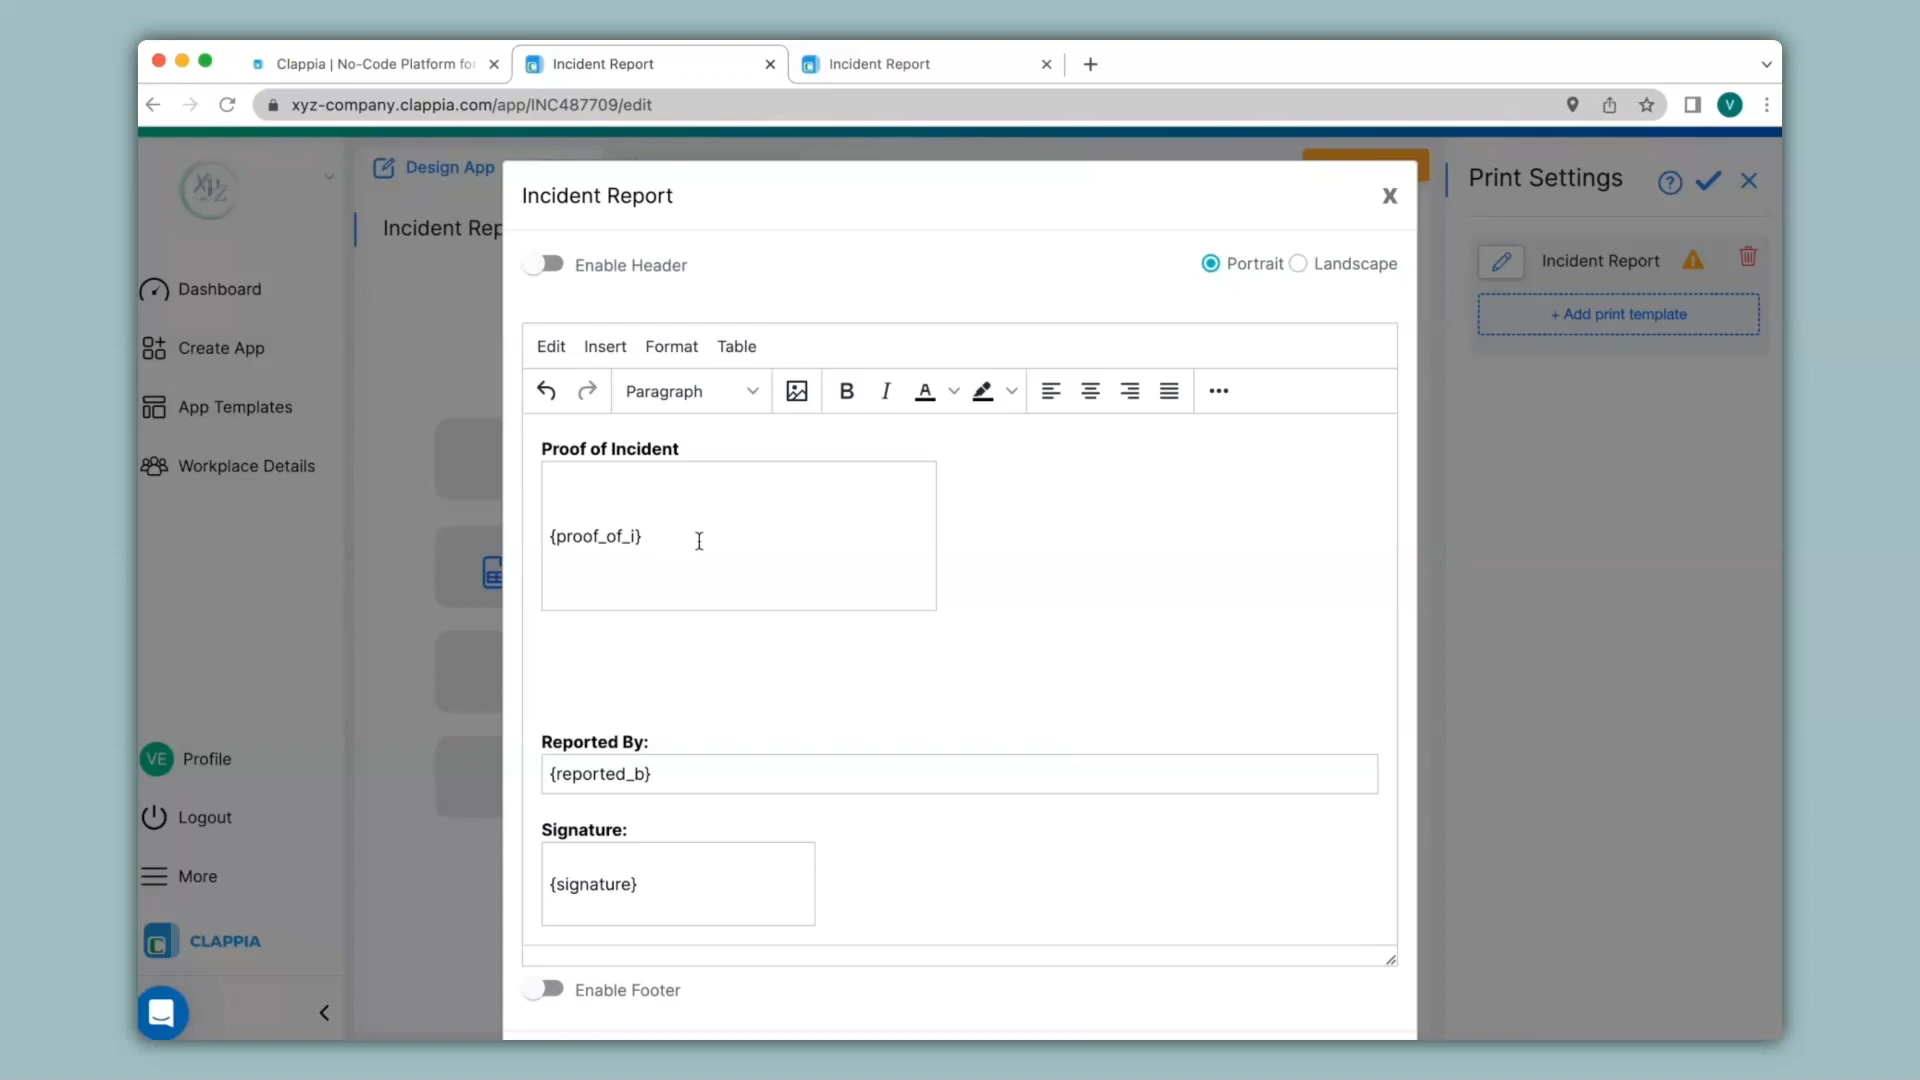 Clappia | No-Code Platform for
Incident Report
Incident Report
xyz-company.clappia.com/app/INC487709/edit
V
XYZ
Design App
Incident Rep
Dashboard
Create App
App Templates
Workplace Details
VE Profile
Logout
More
CLAPPIA
Incident Report
X
Enable Header
Portrait
Landscape
Edit Insert Format Table
Paragraph
B I A
Proof of Incident
{proof_of_i}
Reported By:
{reported_b}
Signature:
{signature}
Enable Footer
Print Settings
Incident Report
+ Add print template